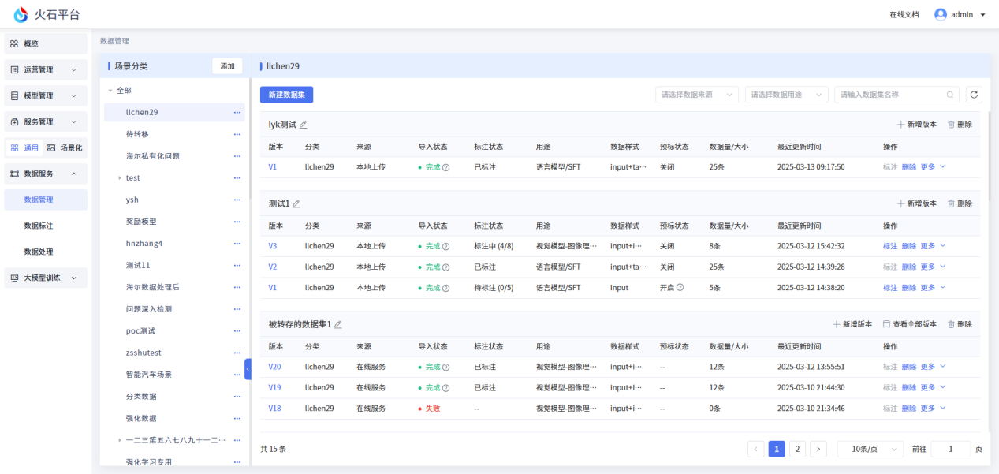 火石平台
在线文档 admin
概览
运营管理
模型管理
服务管理
通用 场景化
数据服务
数据管理
数据标注
数据处理
大模型训练
数据管理
场景分类 添加
全部
llchen29
待转移
海尔私有化问题
test
ysh
奖励模型
hnzhang4
测试11
海尔数据处理后
问题深入检测
poc测试
zsshutest
智能汽车场景
分类数据
强化数据
一二三第五六七八九十一二…
强化学习专用
llchen29
新建数据集 请选择数据来源 请选择数据用途 请输入数据集名称
lyk测试 新增版本 删除
版本 分类 来源 导入状态 标注状态 用途 数据样式 预标状态 数据量/大小 最近更新时间 操作
V1 llchen29 本地上传 完成 已标注 语言模型/SFT input+ta… 关闭 25条 2025-03-13 09:17:50 标注 删除 更多
测试1 新增版本 删除
版本 分类 来源 导入状态 标注状态 用途 数据样式 预标状态 数据量/大小 最近更新时间 操作
V3 llchen29 本地上传 完成 标注中 (4/8) 视觉模型-图像理… input+i… 关闭 8条 2025-03-12 15:42:32 标注 删除 更多
V2 llchen29 本地上传 完成 已标注 语言模型/SFT input+ta… 关闭 25条 2025-03-12 14:39:28 标注 删除 更多
V1 llchen29 本地上传 完成 待标注 (0/5) 语言模型/SFT input 开启 5条 2025-03-12 14:38:20 标注 删除 更多
被转存的数据集1 新增版本 查看全部版本 删除
版本 分类 来源 导入状态 标注状态 用途 数据样式 预标状态 数据量/大小 最近更新时间 操作
V20 llchen29 在线服务 完成 已标注 视觉模型-图像理… input+i… -- 12条 2025-03-12 13:55:51 标注 删除 更多
V19 llchen29 在线服务 完成 已标注 视觉模型-图像理… input+i… -- 12条 2025-03-10 21:44:30 标注 删除 更多
V18 llchen29 在线服务 失败 -- 视觉模型-图像理… input+i… -- 0条 2025-03-10 21:34:46 标注 删除 更多
共 15 条 1 2 10条/页 前往 1 页